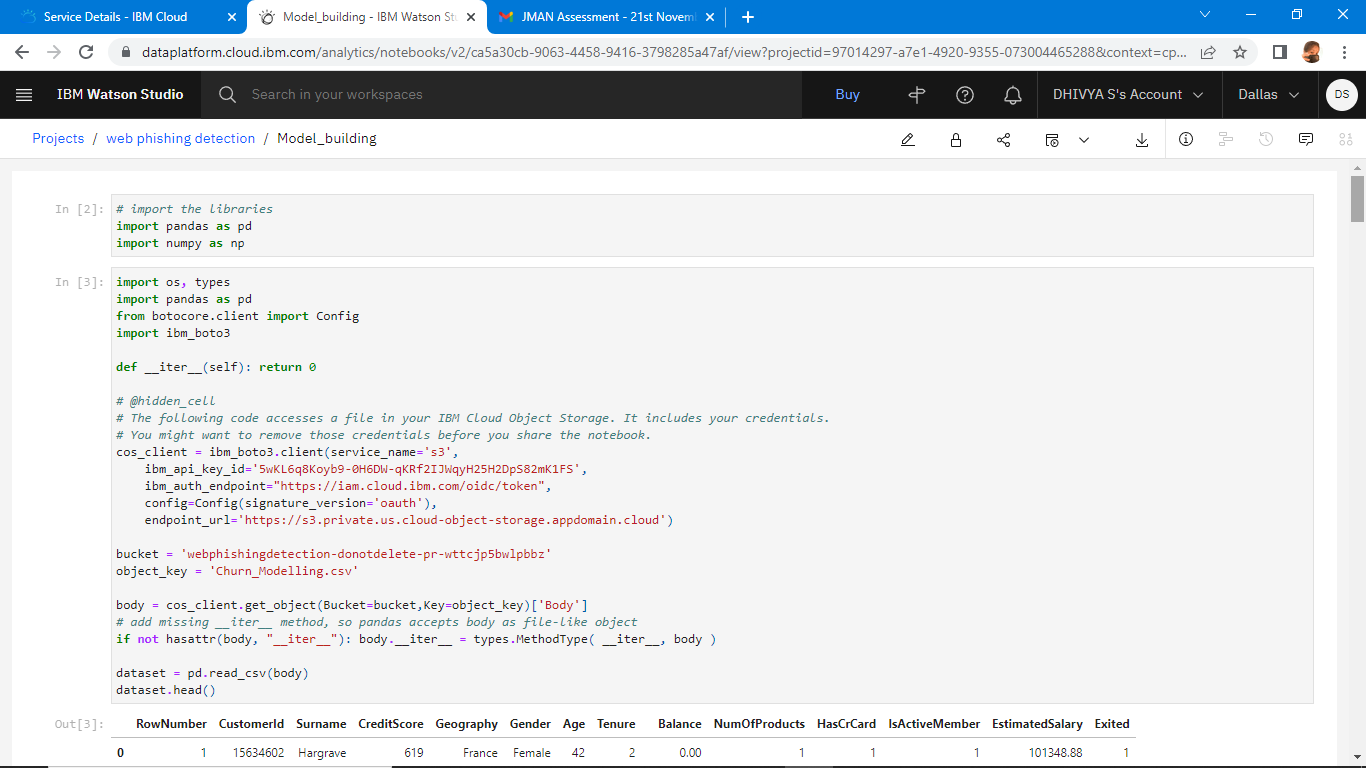 Service Details - IBM Cloud
Model_building - IBM Watson Stu
JMAN Assessment - 21st Novem
dataplatform.cloud.ibm.com/analytics/notebooks/v2/ca5a30cb-9063-4458-9416-3798285a47af/view?projectid=97014297-a7e1-4920-9355-073004465288&context=cp...
IBM Watson Studio
Search in your workspaces
Buy
DHIVYA S's Account
Dallas
DS
Projects / web phishing detection / Model_building
In [2]:
# import the libraries
import pandas as pd
import numpy as np
In [3]:
import os, types
import pandas as pd
from botocore.client import Config
import ibm_boto3
def __iter__(self): return 0
# @hidden_cell
# The following code accesses a file in your IBM Cloud Object Storage. It includes your credentials.
# You might want to remove those credentials before you share the notebook.
cos_client = ibm_boto3.client(service_name='s3',
ibm_api_key_id='5wKL6q8Koyb9-0H6DW-qKRf2IJWqyH25H2DpS82mK1FS',
ibm_auth_endpoint="https://iam.cloud.ibm.com/oidc/token",
config=Config(signature_version='oauth'),
endpoint_url='https://s3.private.us.cloud-object-storage.appdomain.cloud')
bucket = 'webphishingdetection-donotdelete-pr-wttcjp5bwlpbbz'
object_key = 'Churn_Modelling.csv'
body = cos_client.get_object(Bucket=bucket,Key=object_key)['Body']
# add missing __iter__ method, so pandas accepts body as file-like object
if not hasattr(body, "__iter__"): body.__iter__ = types.MethodType( __iter__, body )
dataset = pd.read_csv(body)
dataset.head()
Out[3]:
RowNumber CustomerId Surname CreditScore Geography Gender Age Tenure Balance NumOfProducts HasCrCard IsActiveMember EstimatedSalary Exited
0 1 15634602 Hargrave 619 France Female 42 2 0.00 1 1 1 101348.88 1